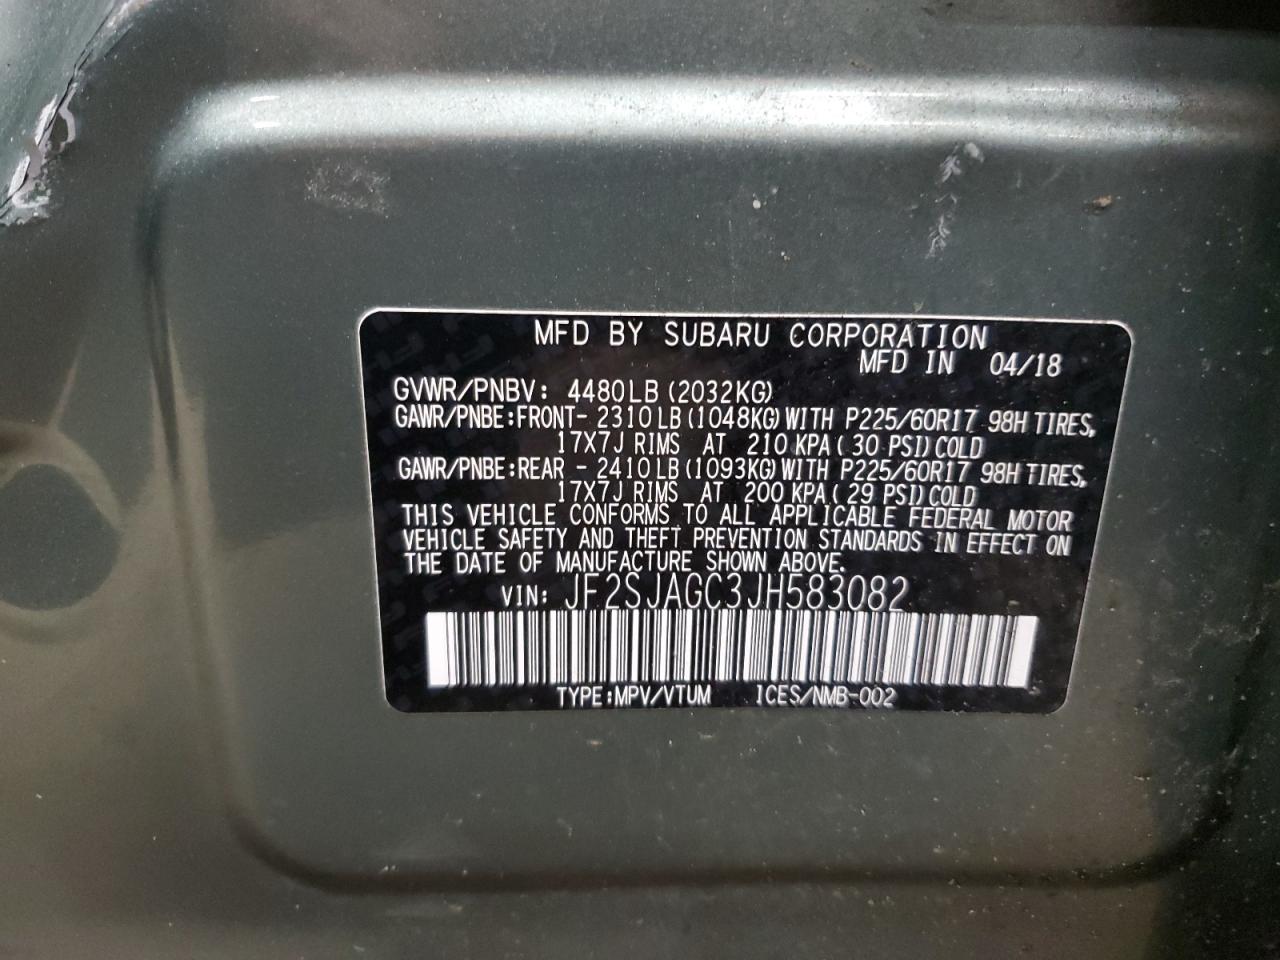 MFD BY SUBARU CORPORATION
MFD IN 04/18
GVWR/PNBV: 4480LB (2032KG)
GAWR/PNBE:FRONT- 2310LB (1048KG) WITH P225/60R17 98H TIRES,
17X7J RIMS AT 210 KPA ( 30 PSI) COLD
GAWR/PNBE:REAR - 2410LB (1093KG) WITH P225/60R17 98H TIRES,
17X7J RIMS AT 200 KPA ( 29 PSI) COLD
THIS VEHICLE CONFORMS TO ALL APPLICABLE FEDERAL MOTOR
VEHICLE SAFETY AND THEFT PREVENTION STANDARDS IN EFFECT ON
THE DATE OF MANUFACTURE SHOWN ABOVE.
VIN: JF2SJAGC3JH583082
TYPE:MPV/VTUM ICES/NMB-002